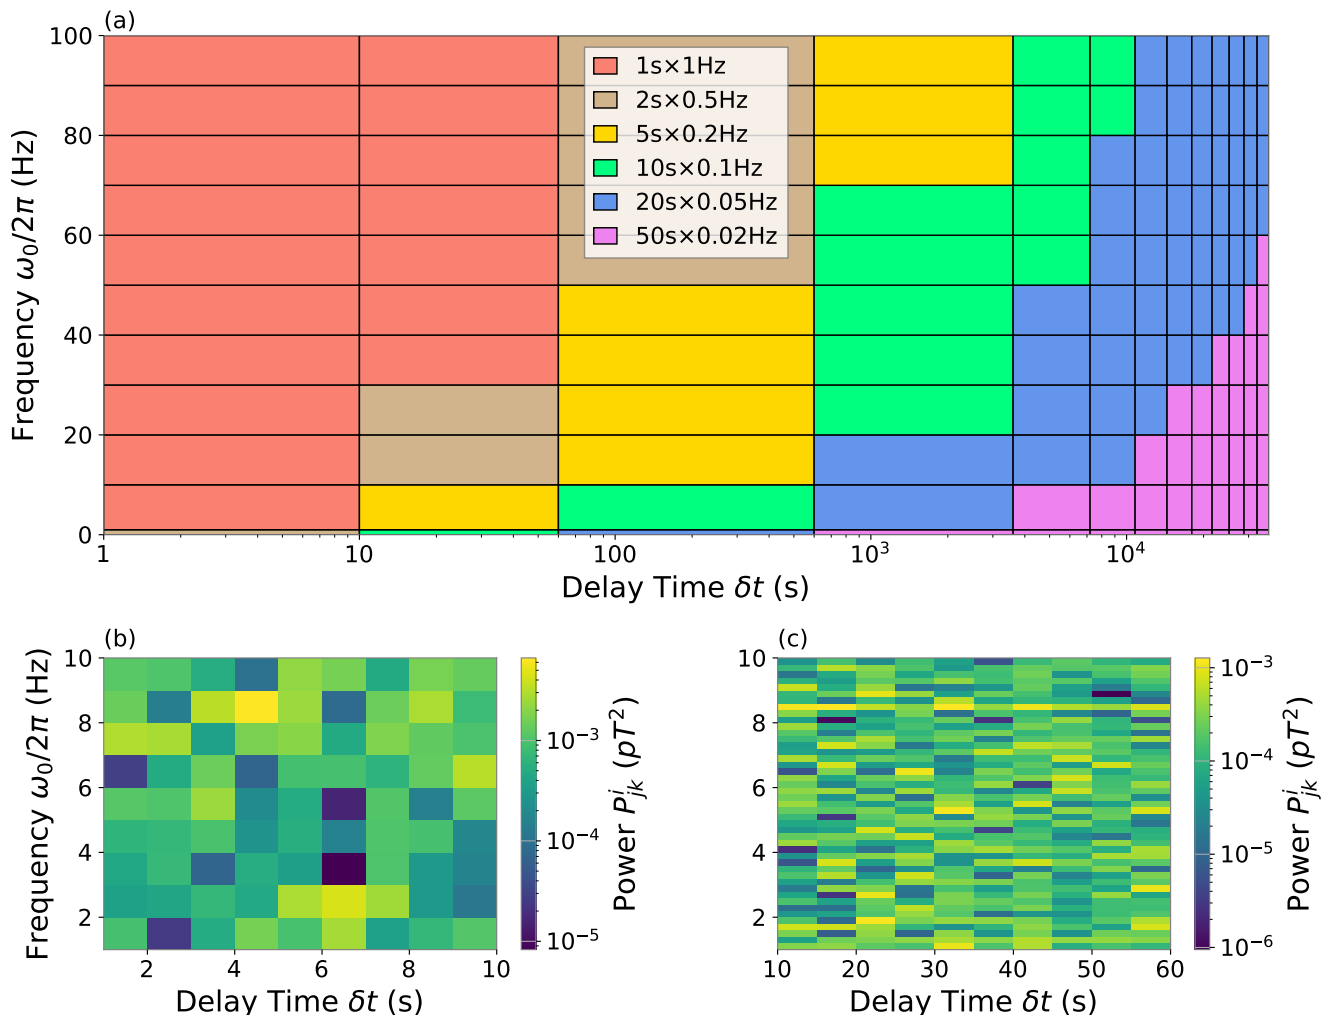 (a)
100
80
60
40
20
0
Frequency ω₀/2π (Hz)
1s×1Hz
2s×0.5Hz
5s×0.2Hz
10s×0.1Hz
20s×0.05Hz
50s×0.02Hz
1 10 100 10³ 10⁴
Delay Time δt (s)
(b)
10
8
6
4
2
Frequency ω₀/2π (Hz)
2 4 6 8 10
Delay Time δt (s)
10⁻³
10⁻⁴
10⁻⁵
Power Pⁱⱼₖ (pT²)
(c)
10
8
6
4
2
10 20 30 40 50 60
Delay Time δt (s)
10⁻³
10⁻⁴
10⁻⁵
10⁻⁶
Power Pⁱⱼₖ (pT²)